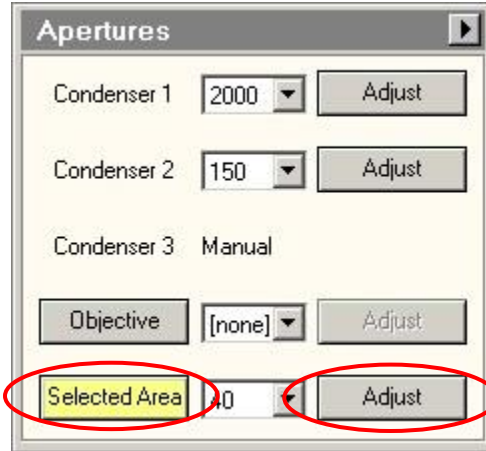 Apertures
Condenser 1 2000 Adjust
Condenser 2 150 Adjust
Condenser 3 Manual
Objective [none] Adjust
Selected Area 40 Adjust